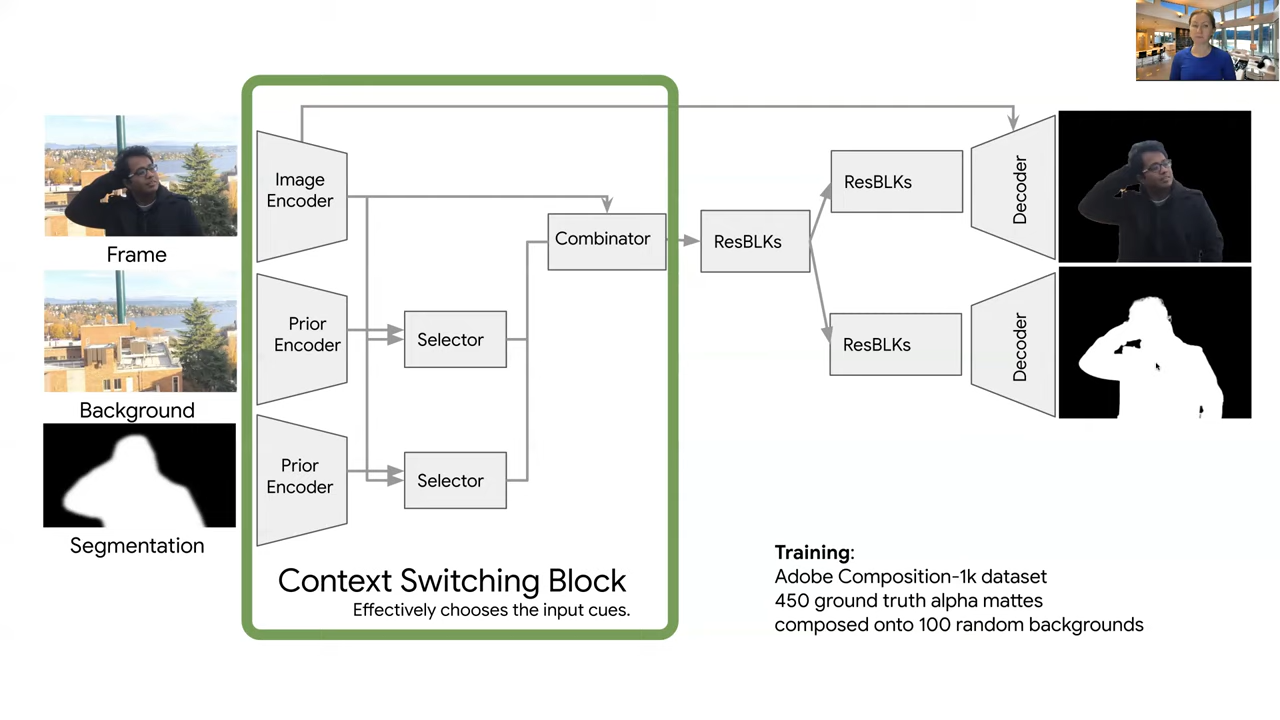 Frame
Background
Segmentation
Image
Encoder
Prior
Encoder
Prior
Encoder
Selector
Selector
Combinator
Context Switching Block
Effectively chooses the input cues.
ResBLKs
ResBLKs
ResBLKs
Decoder
Decoder
Training:
Adobe Composition-1k dataset
450 ground truth alpha mattes
composed onto 100 random backgrounds